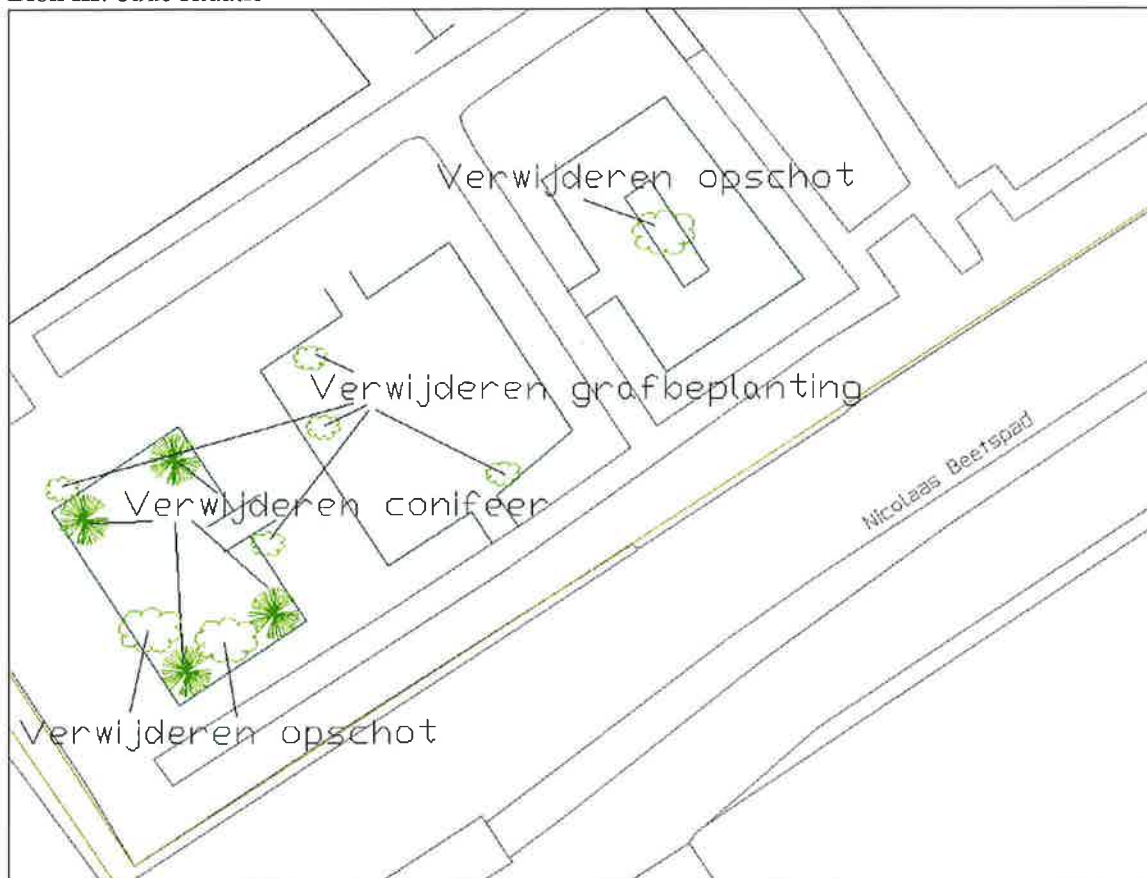 Verwijderen opschot
Verwijderen grafbeplanting
Verwijderen conifeer
Nicolaas Beetspad
Verwijderen opschot